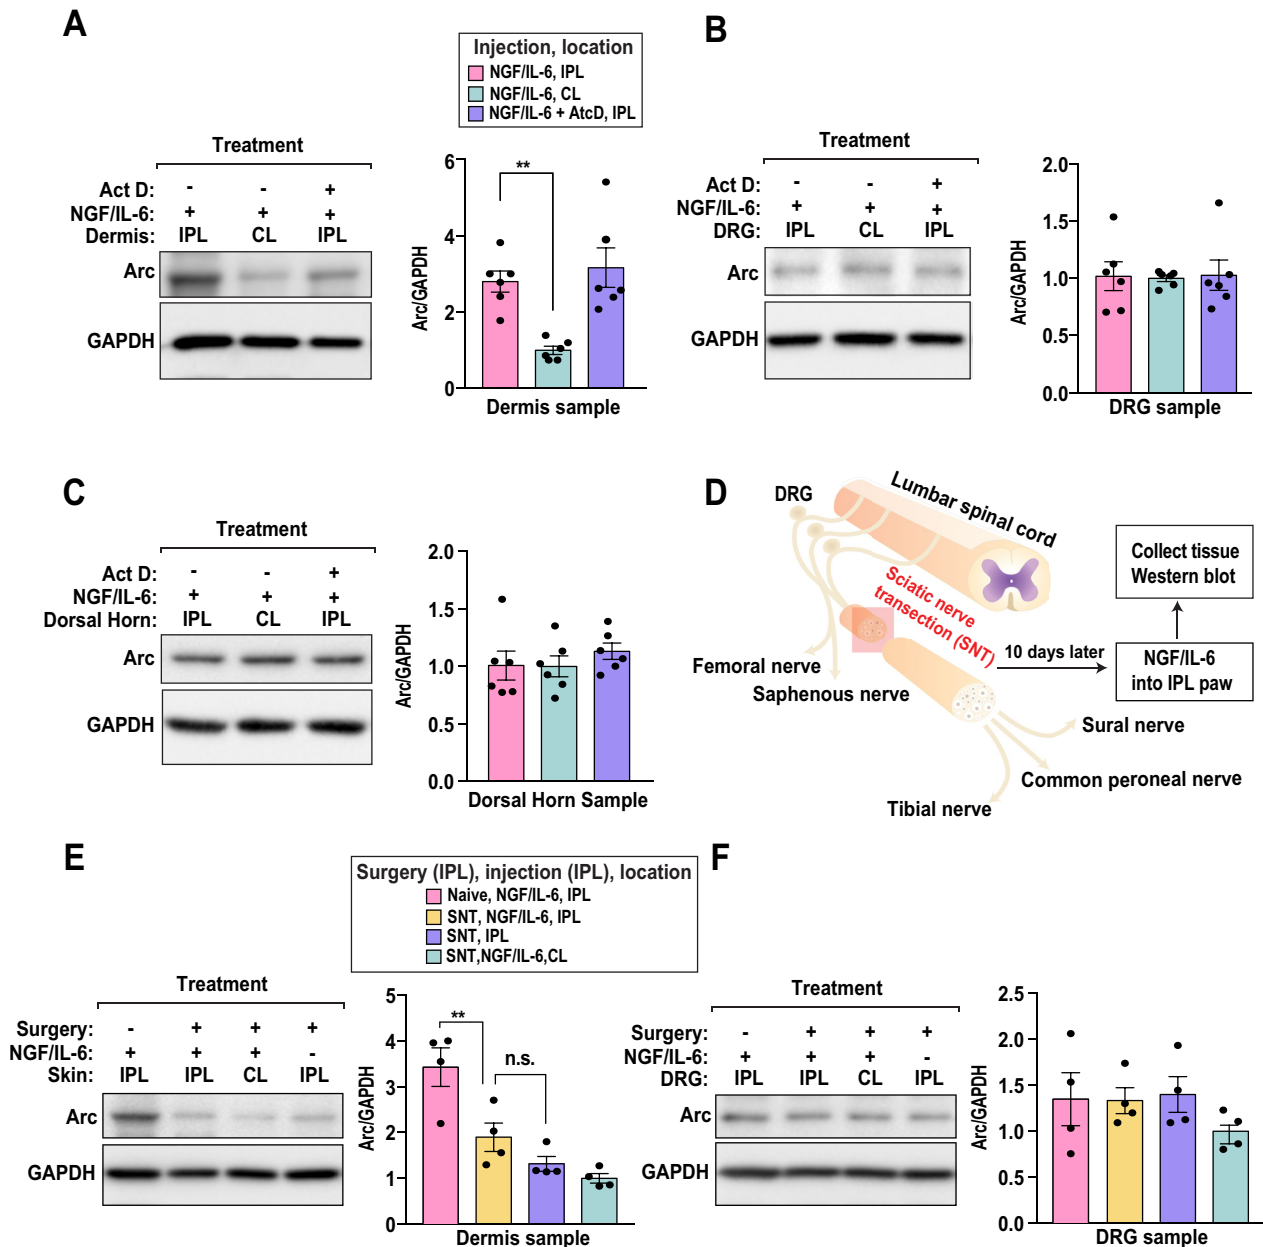 A
Injection, location
NGF/IL-6, IPL
NGF/IL-6, CL
NGF/IL-6 + AtcD, IPL
Treatment
Act D: - - +
NGF/IL-6: + + +
Dermis: IPL CL IPL
Arc
GAPDH
Arc/GAPDH
6
4
2
0
**
Dermis sample
B
Treatment
Act D: - - +
NGF/IL-6: + + +
DRG: IPL CL IPL
Arc
GAPDH
Arc/GAPDH
2.0
1.5
1.0
0.5
0.0
DRG sample
C
Treatment
Act D: - - +
NGF/IL-6: + + +
Dorsal Horn: IPL CL IPL
Arc
GAPDH
Arc/GAPDH
2.0
1.5
1.0
0.5
0.0
Dorsal Horn Sample
D
DRG
Lumbar spinal cord
Sciatic nerve
transection (SNT)
Femoral nerve
Saphenous nerve
10 days later
Collect tissue
Western blot
NGF/IL-6
into IPL paw
Sural nerve
Common peroneal nerve
Tibial nerve
E
Surgery (IPL), injection (IPL), location
Naive, NGF/IL-6, IPL
SNT, NGF/IL-6, IPL
SNT, IPL
SNT,NGF/IL-6,CL
Treatment
Surgery: - + + +
NGF/IL-6: + + + -
Skin: IPL IPL CL IPL
Arc
GAPDH
Arc/GAPDH
5
4
3
2
1
0
**
n.s.
Dermis sample
F
Treatment
Surgery: - + + +
NGF/IL-6: + + + -
DRG: IPL IPL CL IPL
Arc
GAPDH
Arc/GAPDH
2.5
2.0
1.5
1.0
0.5
0.0
DRG sample